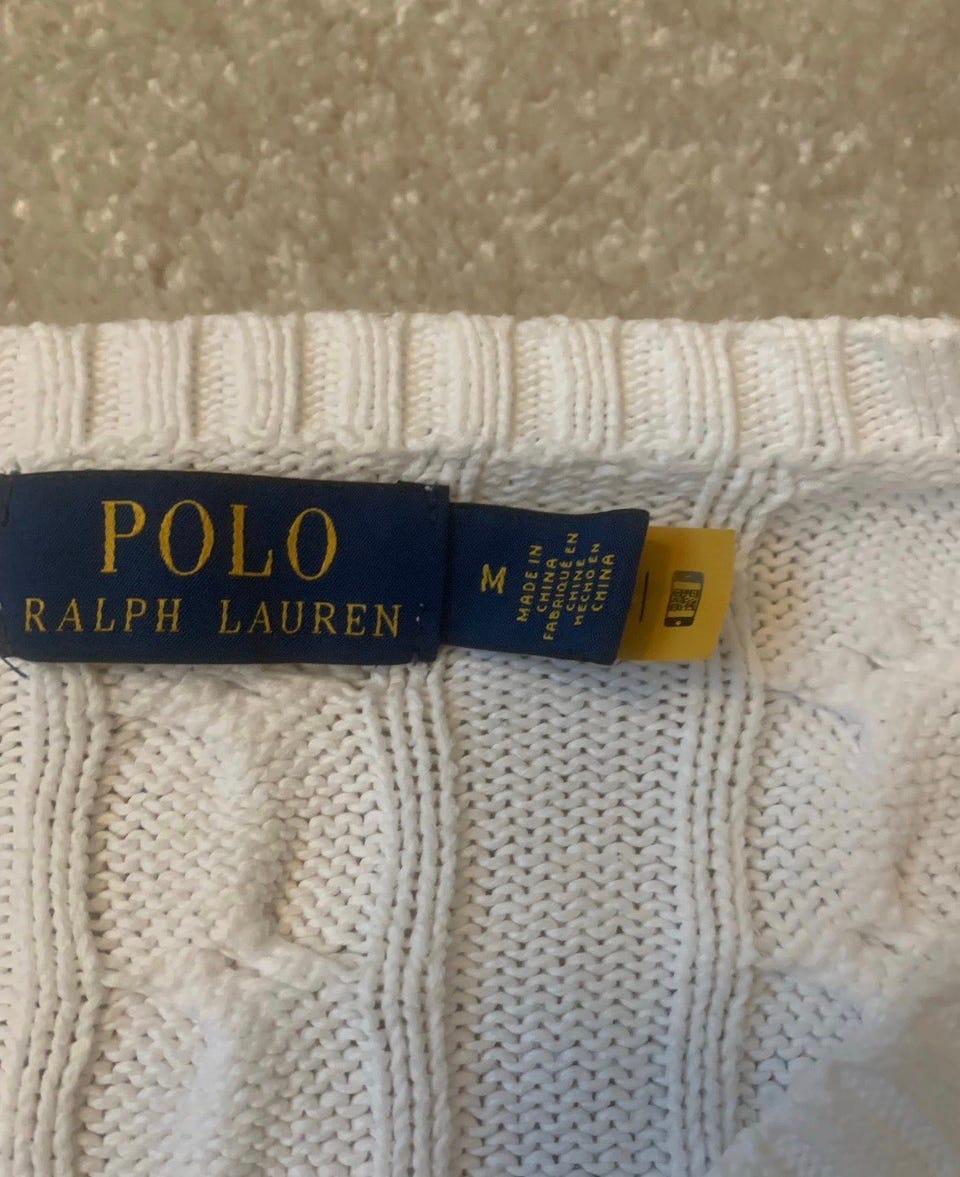 POLO
RALPH LAUREN
M
MADE IN
CHINA
FABRIQUÉ EN
CHINE
HECHO EN
CHINA